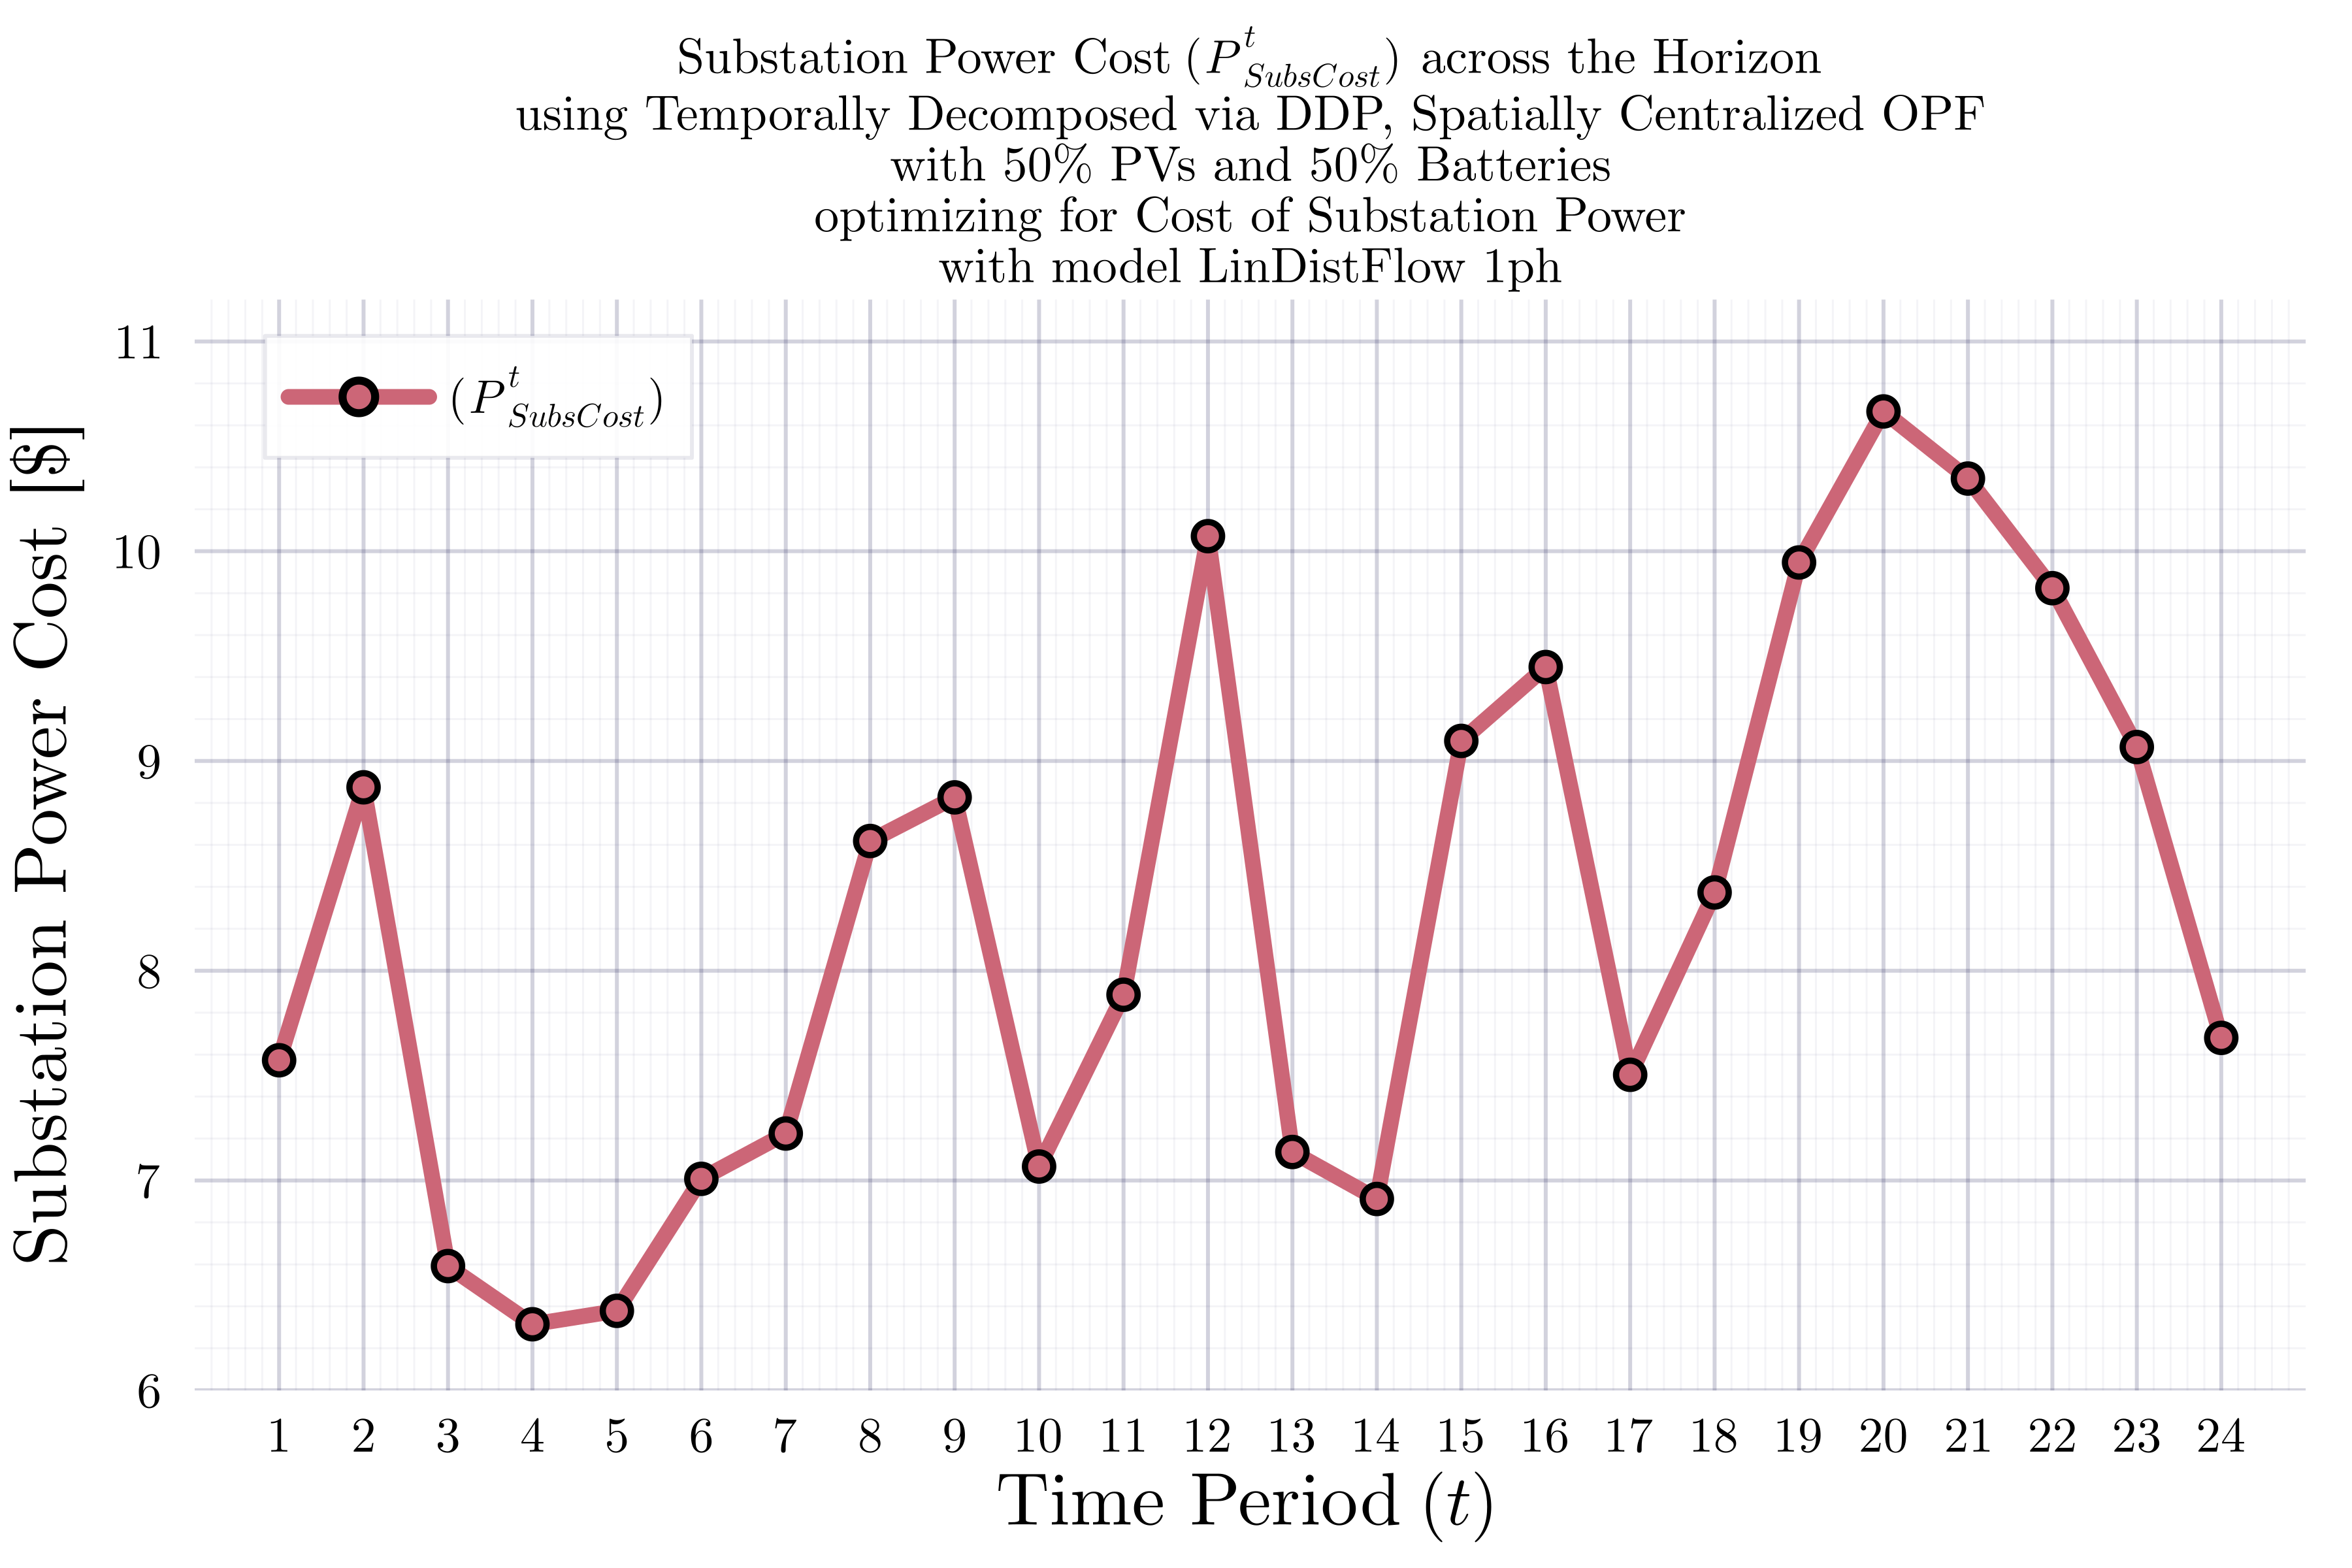 Substation Power Cost (P^t_SubsCost) across the Horizon
using Temporally Decomposed via DDP, Spatially Centralized OPF
with 50% PVs and 50% Batteries
optimizing for Cost of Substation Power
with model LinDistFlow 1ph
(P^t_SubsCost)
Substation Power Cost [$]
11
10
9
8
7
6
1 2 3 4 5 6 7 8 9 10 11 12 13 14 15 16 17 18 19 20 21 22 23 24
Time Period (t)